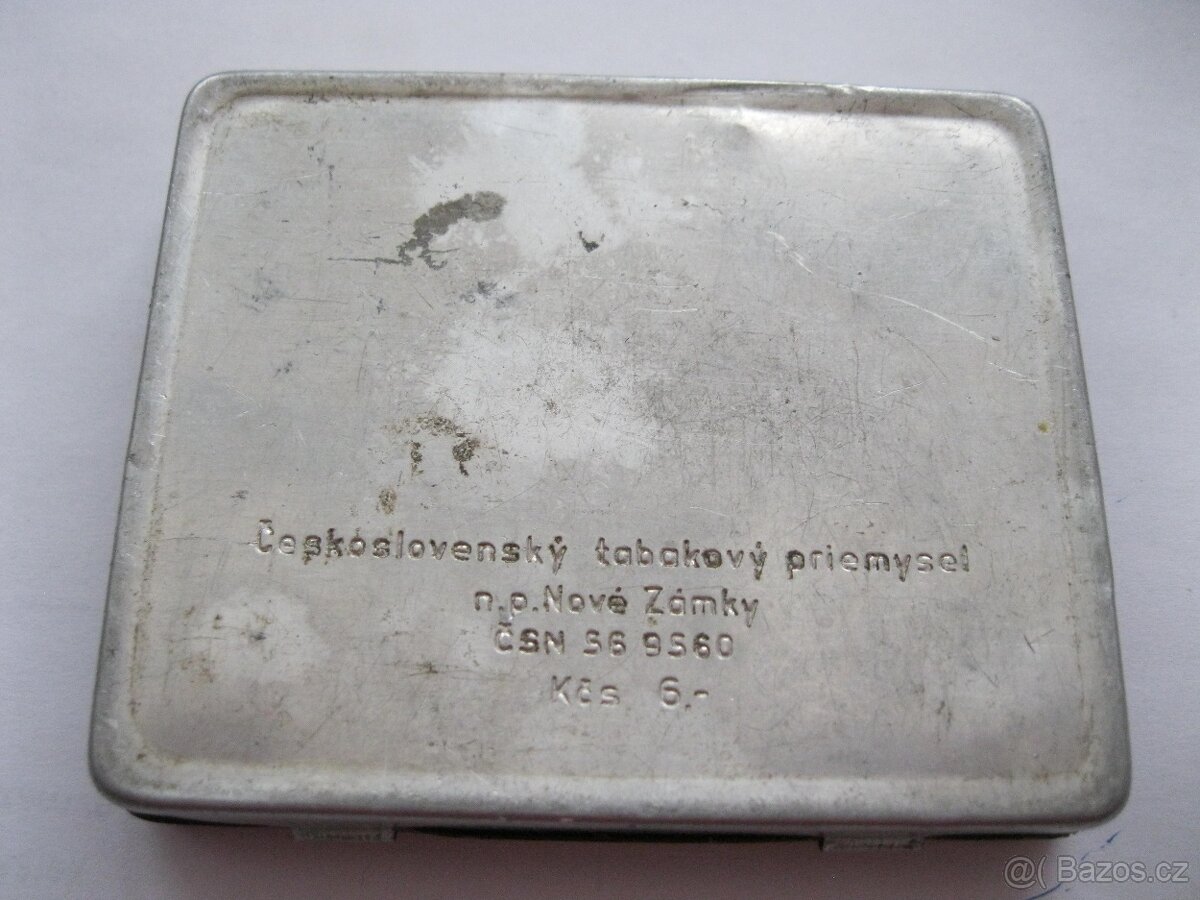 Československý tabakový priemysel
n.p. Nové Zámky
ČSN 56 9560
Kčs 6.-
@( Bazos.cz